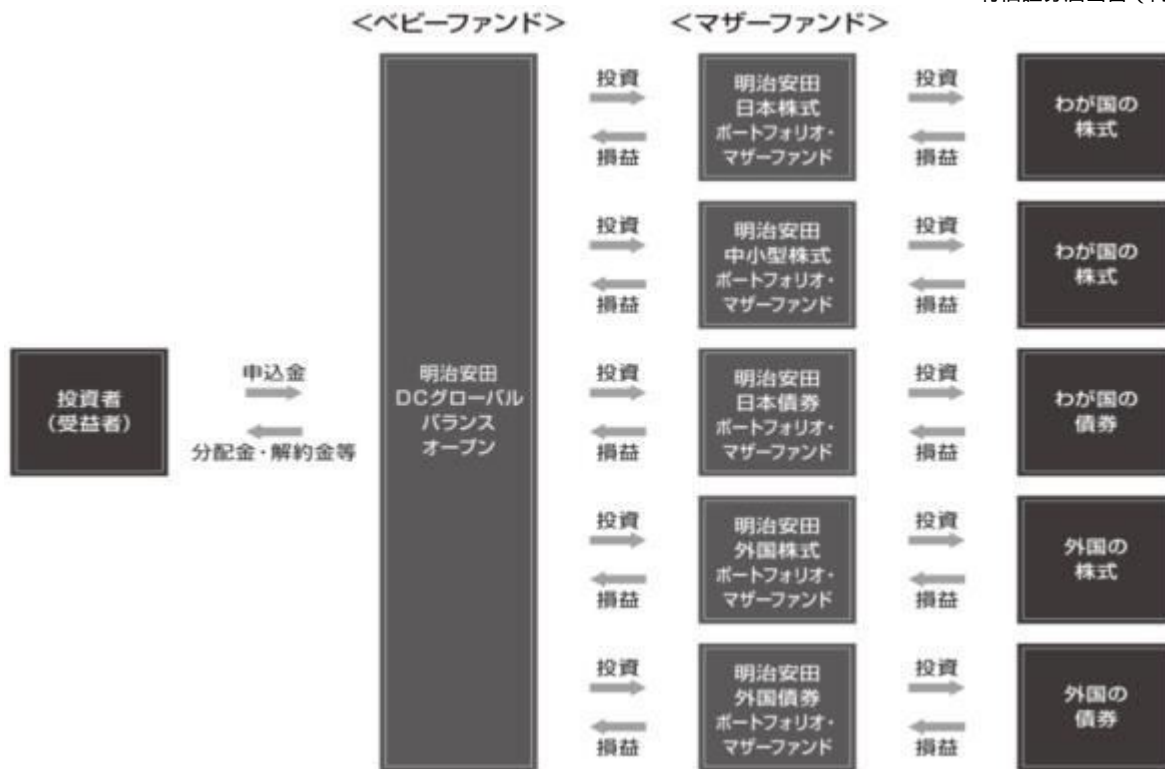 <ベビーファンド>
<マザーファンド>
投資者
(受益者)
申込金
分配金・解約金等
明治安田
DCグローバル
バランス
オープン
投資
損益
明治安田
日本株式
ポートフォリオ・
マザーファンド
投資
損益
わが国の
株式
投資
損益
明治安田
中小型株式
ポートフォリオ・
マザーファンド
投資
損益
わが国の
株式
投資
損益
明治安田
日本債券
ポートフォリオ・
マザーファンド
投資
損益
わが国の
債券
投資
損益
明治安田
外国株式
ポートフォリオ・
マザーファンド
投資
損益
外国の
株式
投資
損益
明治安田
外国債券
ポートフォリオ・
マザーファンド
投資
損益
外国の
債券